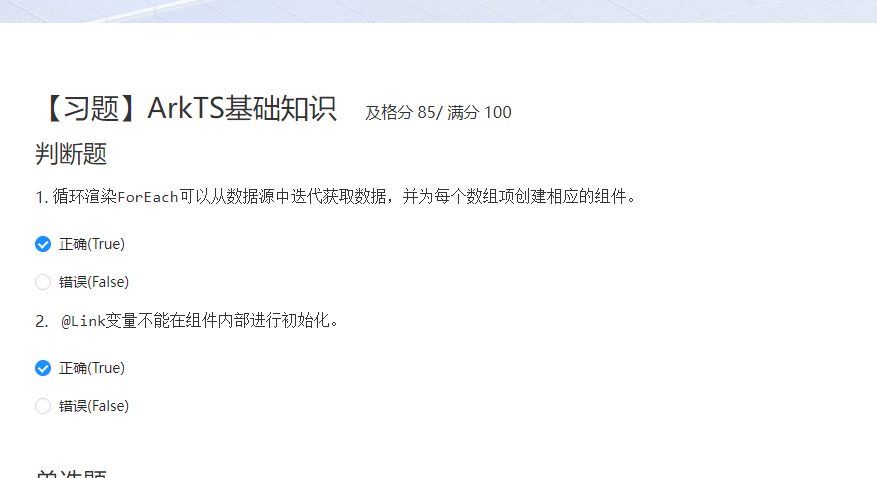 【习题】ArkTS基础知识 及格分 85/ 满分 100
判断题
1. 循环渲染ForEach可以从数据源中迭代获取数据，并为每个数组项创建相应的组件。
正确(True)
错误(False)
2. @Link变量不能在组件内部进行初始化。
正确(True)
错误(False)
单选题